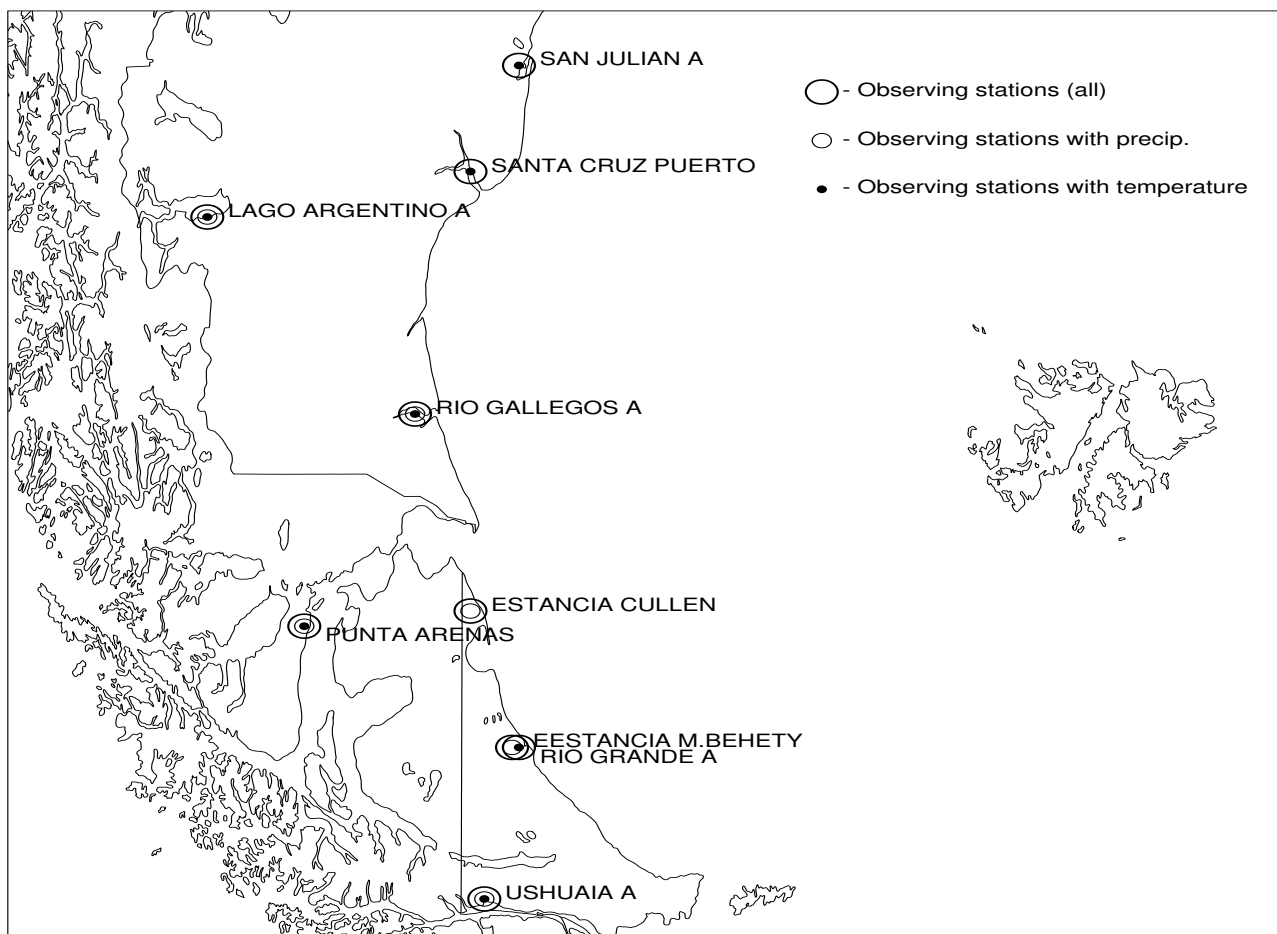 SAN JULIAN A
- Observing stations (all)
- Observing stations with precip.
SANTA CRUZ PUERTO
- Observing stations with temperature
LAGO ARGENTINO A
RIO GALLEGOS A
ESTANCIA CULLEN
PUNTA ARENAS
EESTANCIA M.BEHETY
RIO GRANDE A
USHUAIA A